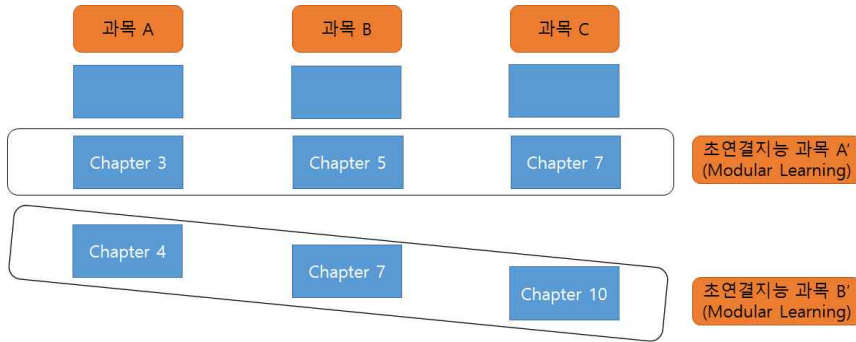 과목 A
과목 B
과목 C
Chapter 3
Chapter 5
Chapter 7
초연결지능 과목 A'
(Modular Learning)
Chapter 4
Chapter 7
Chapter 10
초연결지능 과목 B'
(Modular Learning)